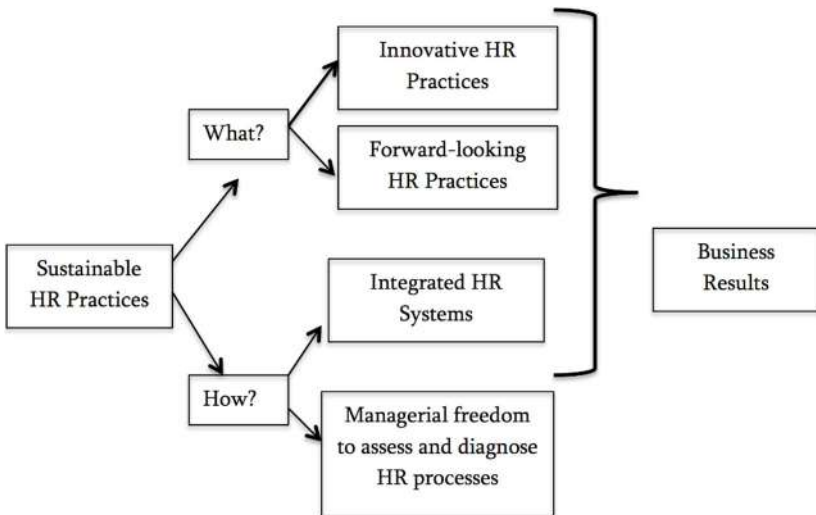 Innovative HR
Practices
What?
Forward-looking
HR Practices
Sustainable
HR Practices
Business
Results
Integrated HR
Systems
How?
Managerial freedom
to assess and diagnose
HR processes